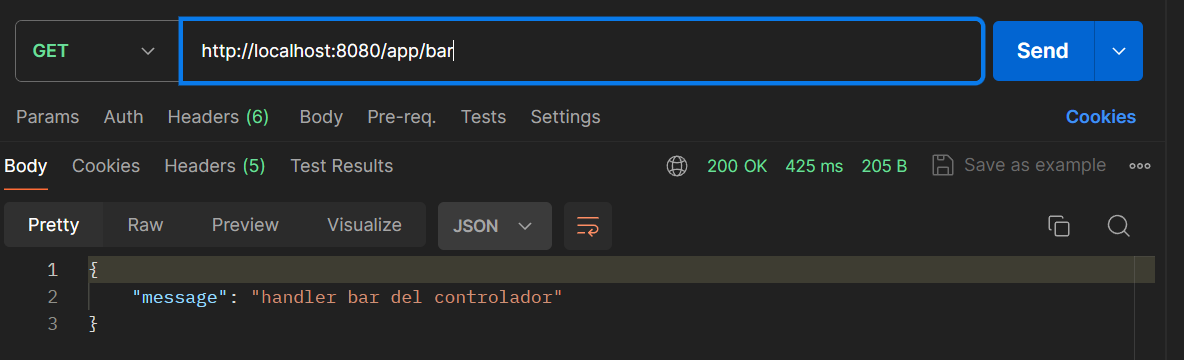 GET http://localhost:8080/app/bar Send
Params Auth Headers (6) Body Pre-req. Tests Settings Cookies
Body Cookies Headers (5) Test Results 200 OK 425 ms 205 B Save as example
Pretty Raw Preview Visualize JSON
1 {
2 "message": "handler bar del controlador"
3 }